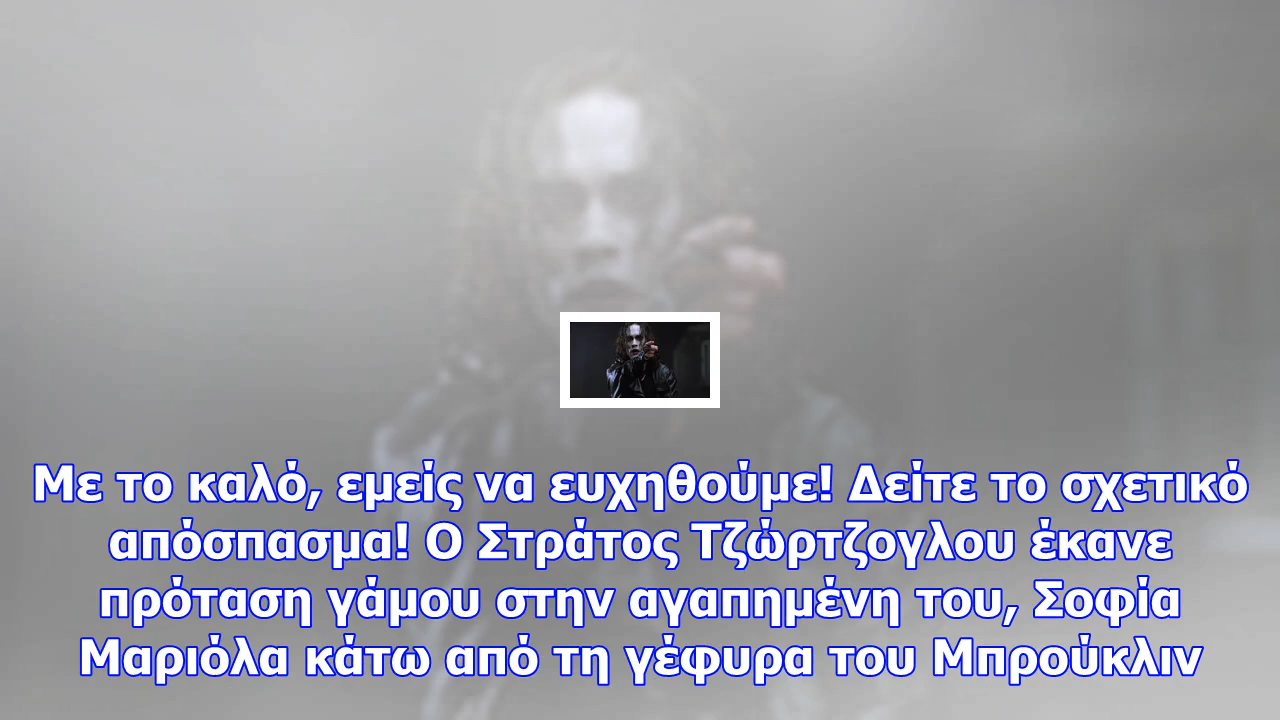 Με το καλό, εμείς να ευχηθούμε! Δείτε το σχετικό
απόσπασμα! Ο Στράτος Τζώρτζογλου έκανε
πρόταση γάμου στην αγαπημένη του, Σοφία
Μαριόλα κάτω από τη γέφυρα του Μπρούκλιν